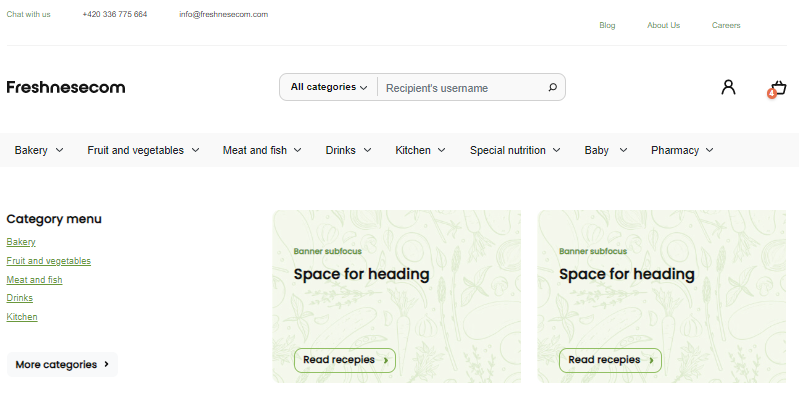 Chat with us +420 336 775 664 info@freshnesecom.com
Blog About Us Careers
Freshnesecom
All categories Recipient's username
4
Bakery Fruit and vegetables Meat and fish Drinks Kitchen Special nutrition Baby Pharmacy
Category menu
Bakery
Fruit and vegetables
Meat and fish
Drinks
Kitchen
More categories
Banner subfocus
Space for heading
Read recepies
Banner subfocus
Space for heading
Read recepies